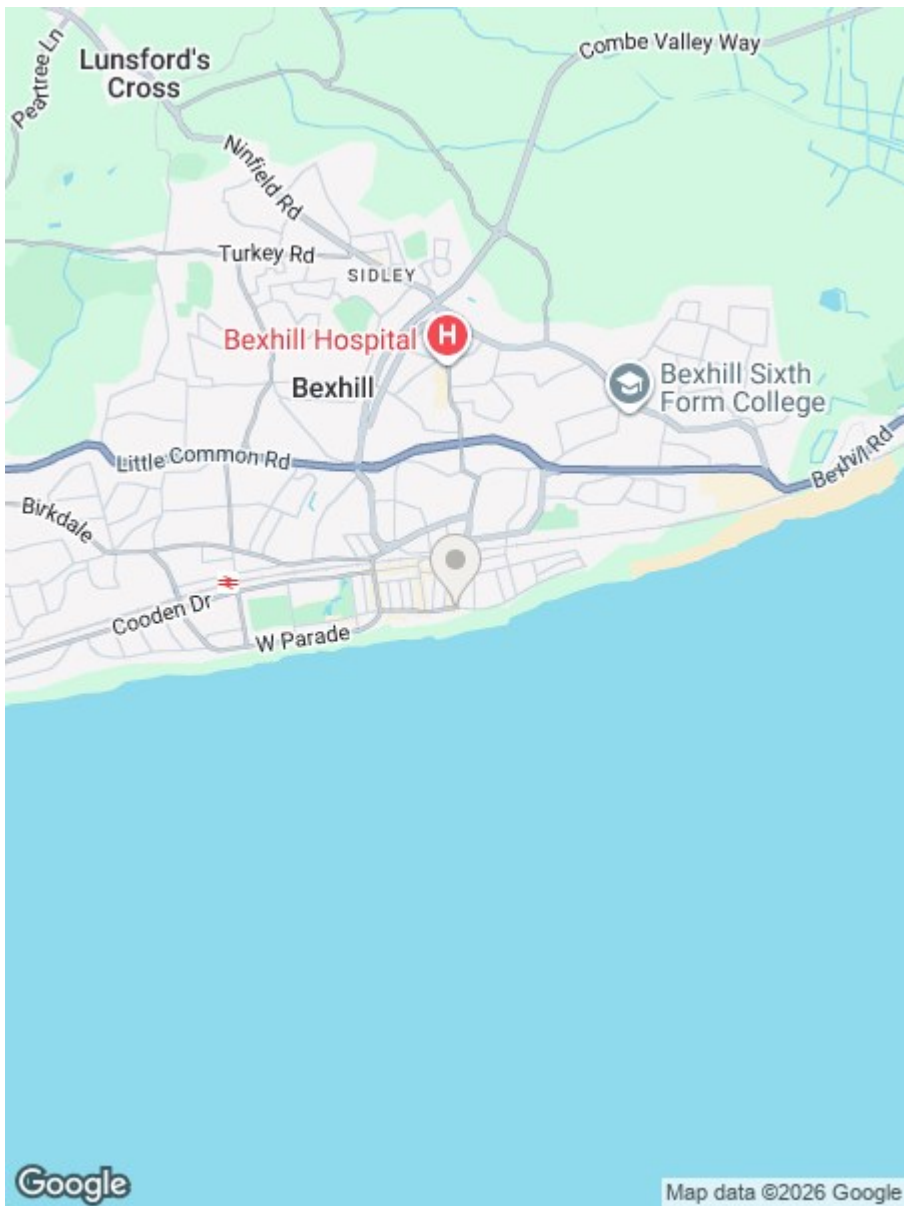 Peartree Ln
Lunsford's
Cross
Combe Valley Way
Ninfield Rd
Turkey Rd
SIDLEY
Bexhill Hospital
H
Bexhill
Bexhill Sixth
Form College
Little Common Rd
Bexhill Rd
Birkdale
Cooden Dr
W Parade
Google
Map data ©2026 Google